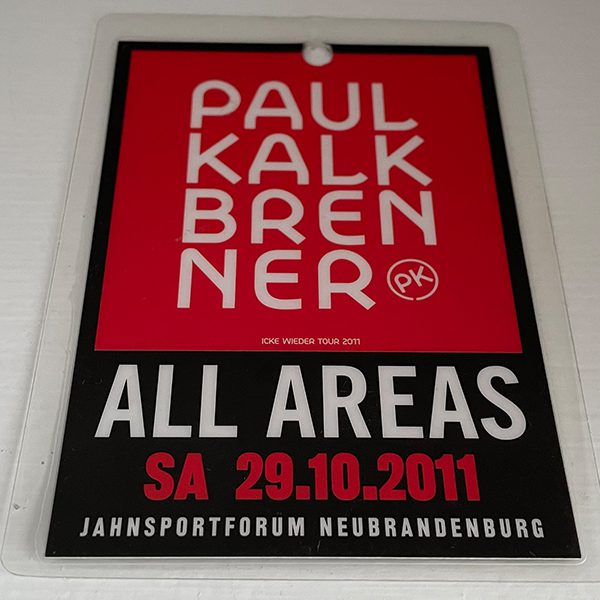 PAUL
KALK
BREN
NER PK
ICKE WIEDER TOUR 2011
ALL AREAS
SA 29.10.2011
JAHNSPORTFORUM NEUBRANDENBURG